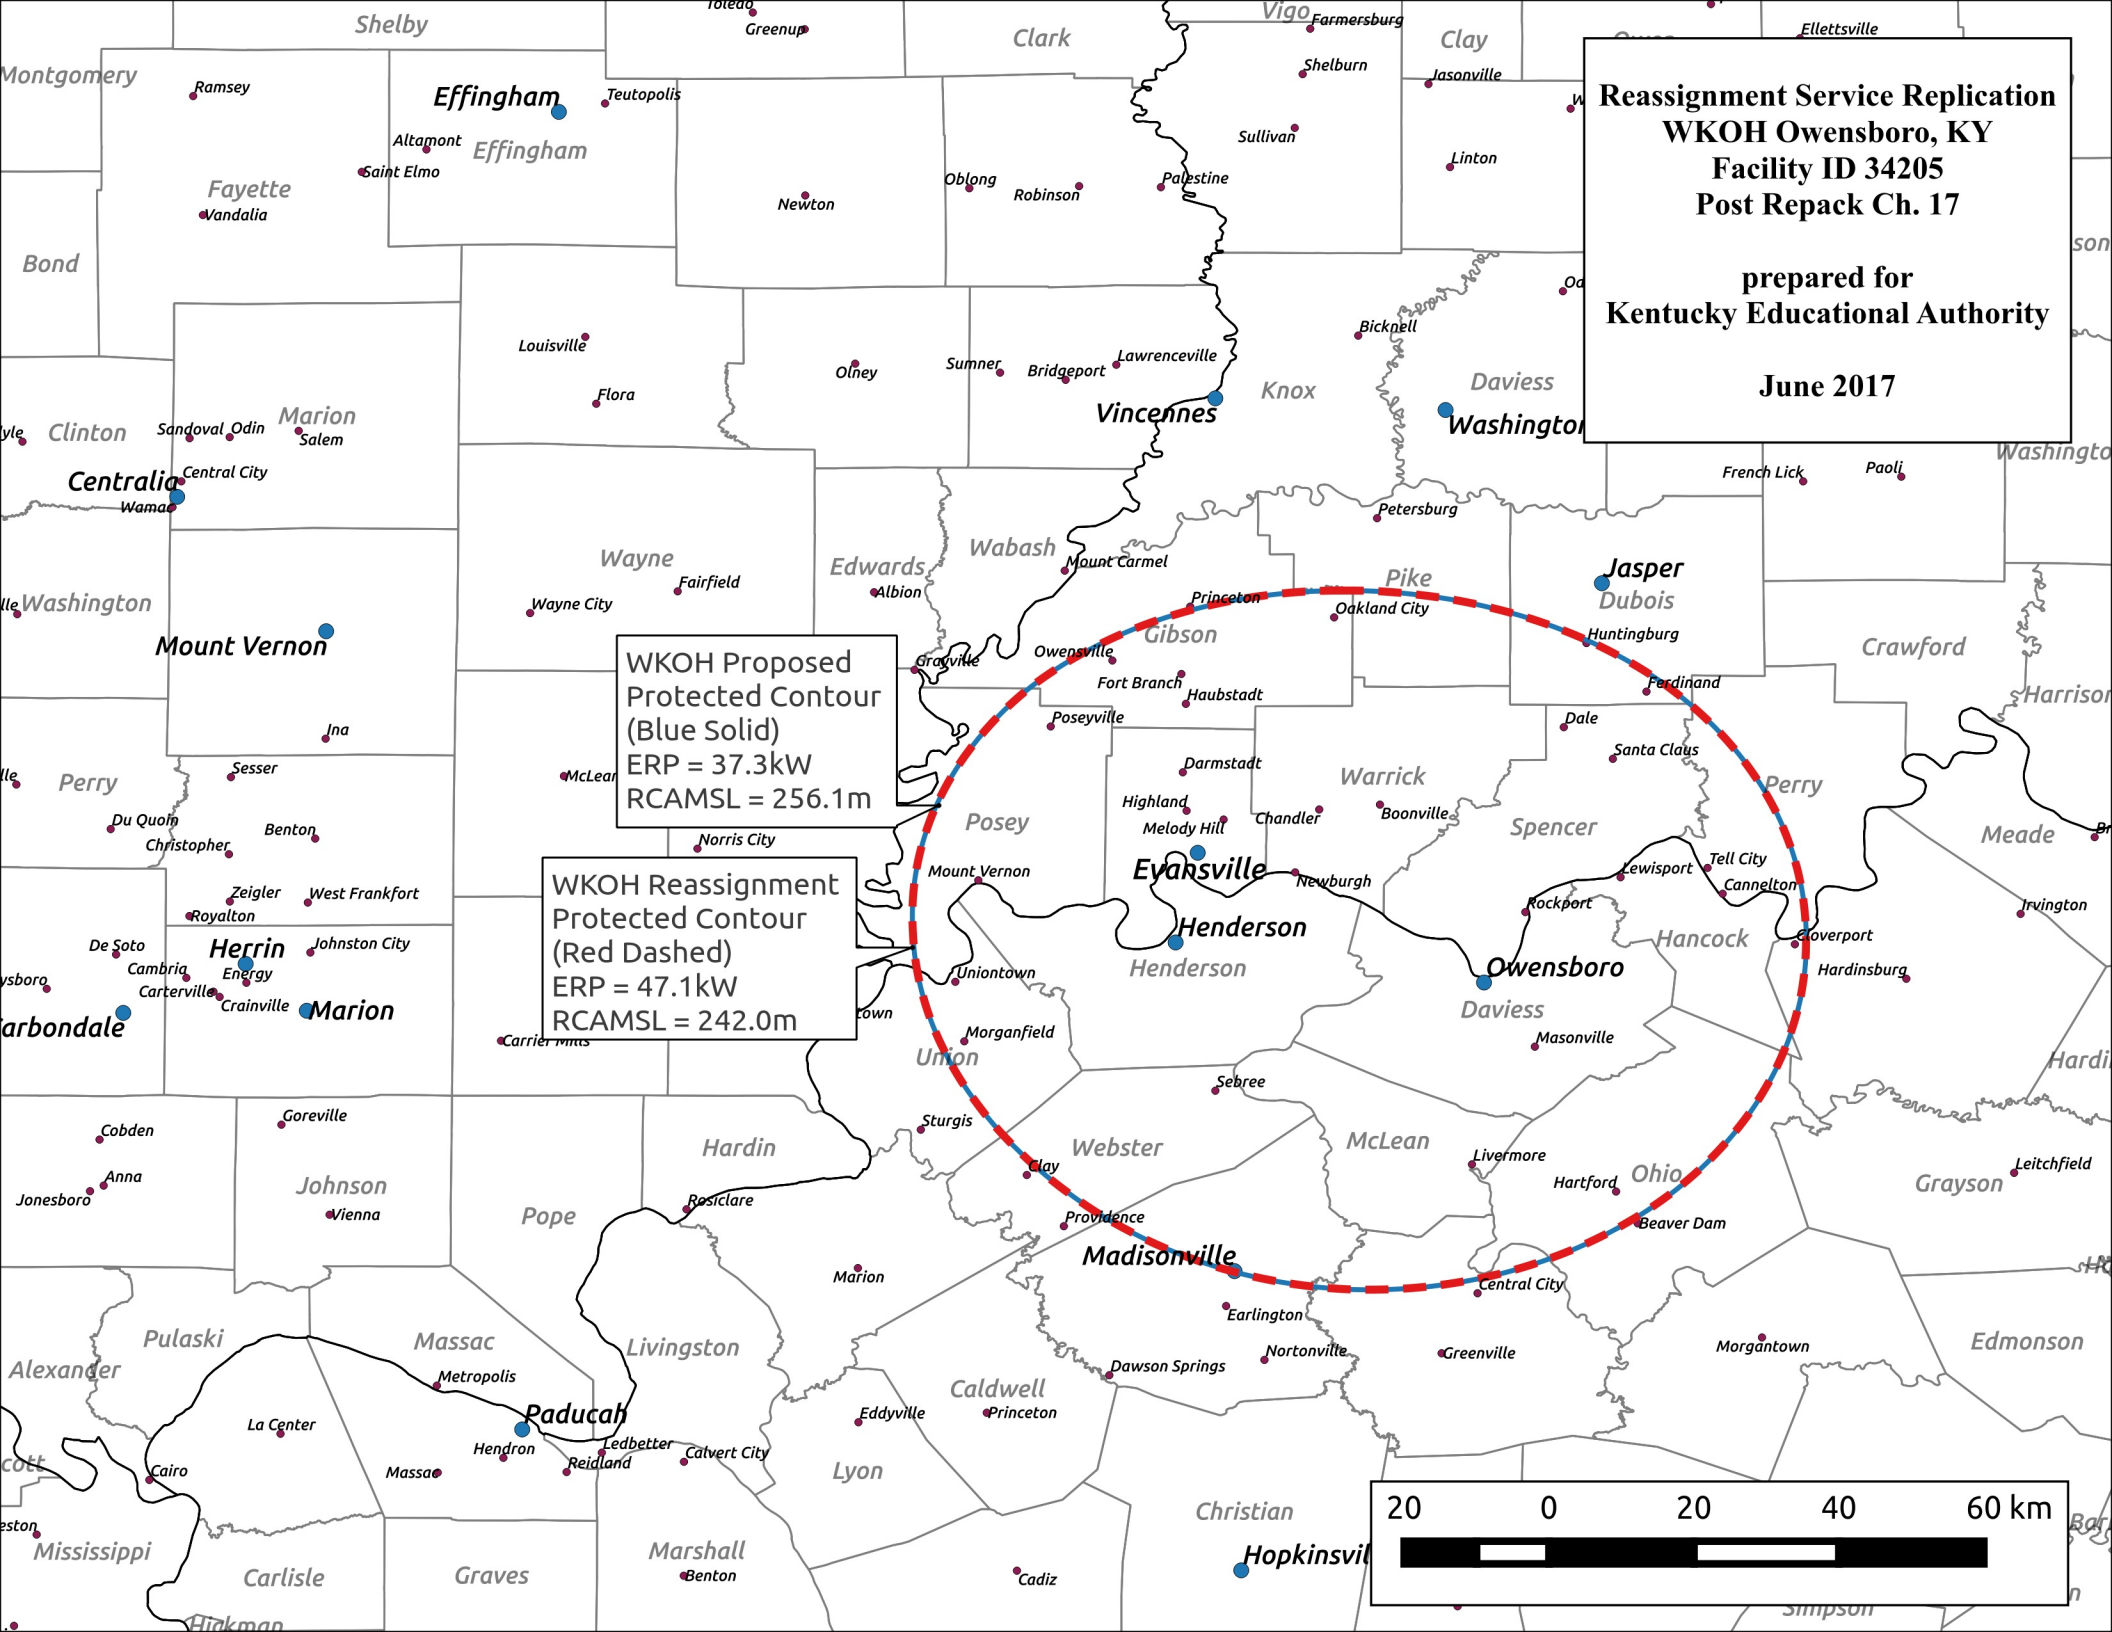 Toledo
Greenup
Shelby
Clark
Vigo
Farmersburg
Clay
Ellettsville
Montgomery
Ramsey
Effingham
Teutopolis
Shelburn
Jasonville
Altamont
Effingham
Sullivan
Linton
Saint Elmo
Fayette
Vandalia
Newton
Oblong
Robinson
Palestine
Reassignment Service Replication
WKOH Owensboro, KY
Facility ID 34205
Post Repack Ch. 17
prepared for
Kentucky Educational Authority
June 2017
Bond
Louisville
Flora
Olney
Sumner
Bridgeport
Lawrenceville
Bicknell
Vincennes
Knox
Daviess
Washington
Clinton
Marion
Sandoval
Odin
Salem
Centralia
Central City
Wamac
French Lick
Paoli
Washingto
Petersburg
Wayne
Edwards
Wabash
Mount Carmel
Fairfield
Wayne City
Albion
Pike
Jasper
Dubois
Washington
Mount Vernon
Princeton
Oakland City
Gibson
Huntingburg
Crawford
Owensville
Grayville
Fort Branch
Haubstadt
Ferdinand
Harrison
WKOH Proposed
Protected Contour
(Blue Solid)
ERP = 37.3kW
RCAMSL = 256.1m
Poseyville
Dale
Santa Claus
Ina
Sesser
McLean
Darmstadt
Warrick
Perry
Perry
Highland
Melody Hill
Chandler
Boonville
Posey
Spencer
Meade
Du Quoin
Christopher
Benton
Norris City
Evansville
Newburgh
Mount Vernon
Lewisport
Tell City
Cannelton
WKOH Reassignment
Protected Contour
(Red Dashed)
ERP = 47.1kW
RCAMSL = 242.0m
Zeigler
West Frankfort
Royalton
Rockport
Irvington
Henderson
Henderson
Hancock
Cloverport
De Soto
Herrin
Johnston City
Cambria
Energy
Carterville
Crainville
Marion
arbondale
ysboro
Uniontown
Owensboro
Daviess
Hardinsburg
town
Carrier Mills
Morganfield
Union
Masonville
Hardi
Sebree
Goreville
Cobden
Sturgis
Hardin
Webster
McLean
Livermore
Anna
Jonesboro
Johnson
Vienna
Clay
Hartford
Ohio
Leitchfield
Grayson
Pope
Rosiclare
Providence
Beaver Dam
Madisonville
Marion
Central City
Earlington
Pulaski
Massac
Livingston
Alexander
Nortonville
Greenville
Morgantown
Edmonson
Metropolis
Dawson Springs
Caldwell
Princeton
Paducah
La Center
Eddyville
Hendron
Ledbetter
Reidland
Calvert City
Massac
Cairo
cott
Lyon
Christian
20 0 20 40 60 km
eston
Mississippi
Carlisle
Graves
Marshall
Benton
Cadiz
Hopkinsvil
Hickman
Simpson